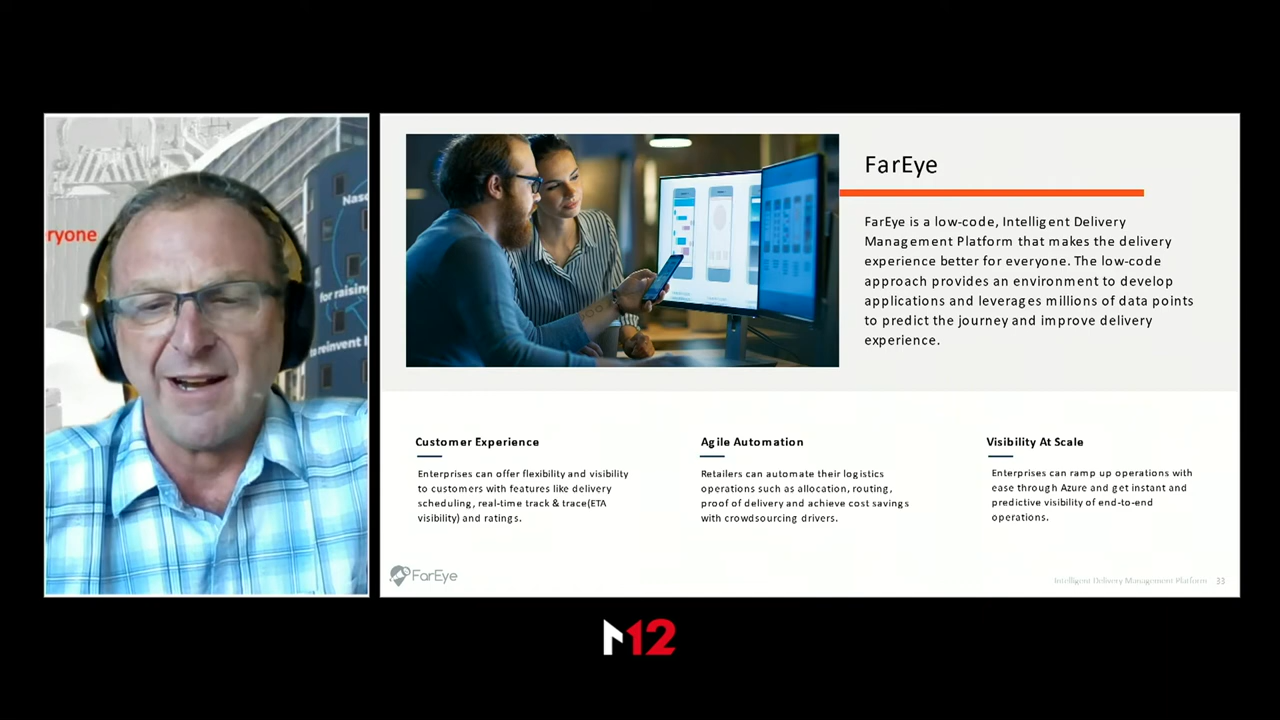 Nas
ryone
for raisin
to reinvent l
FarEye
FarEye is a low-code, Intelligent Delivery
Management Platform that makes the delivery
experience better for everyone. The low-code
approach provides an environment to develop
applications and leverages millions of data points
to predict the journey and improve delivery
experience.
Customer Experience
Enterprises can offer flexibility and visibility
to customers with features like delivery
scheduling, real-time track & trace(ETA
visibility) and ratings.
Agile Automation
Retailers can automate their logistics
operations such as allocation, routing,
proof of delivery and achieve cost savings
with crowdsourcing drivers.
Visibility At Scale
Enterprises can ramp up operations with
ease through Azure and get instant and
predictive visibility of end-to-end
operations.
FarEye
Intelligent Delivery Management Platform 33
M12